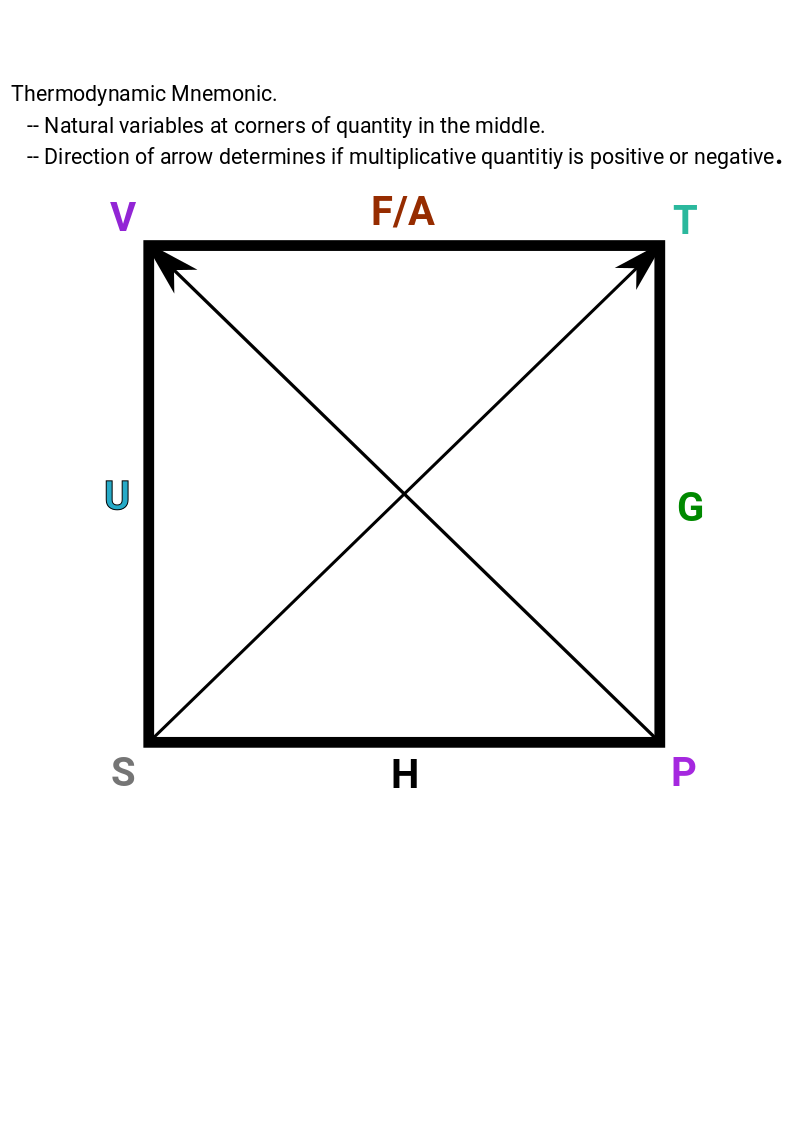 Thermodynamic Mnemonic.
-- Natural variables at corners of quantity in the middle.
-- Direction of arrow determines if multiplicative quantitiy is positive or negative.
V F/A T
U G
S H P